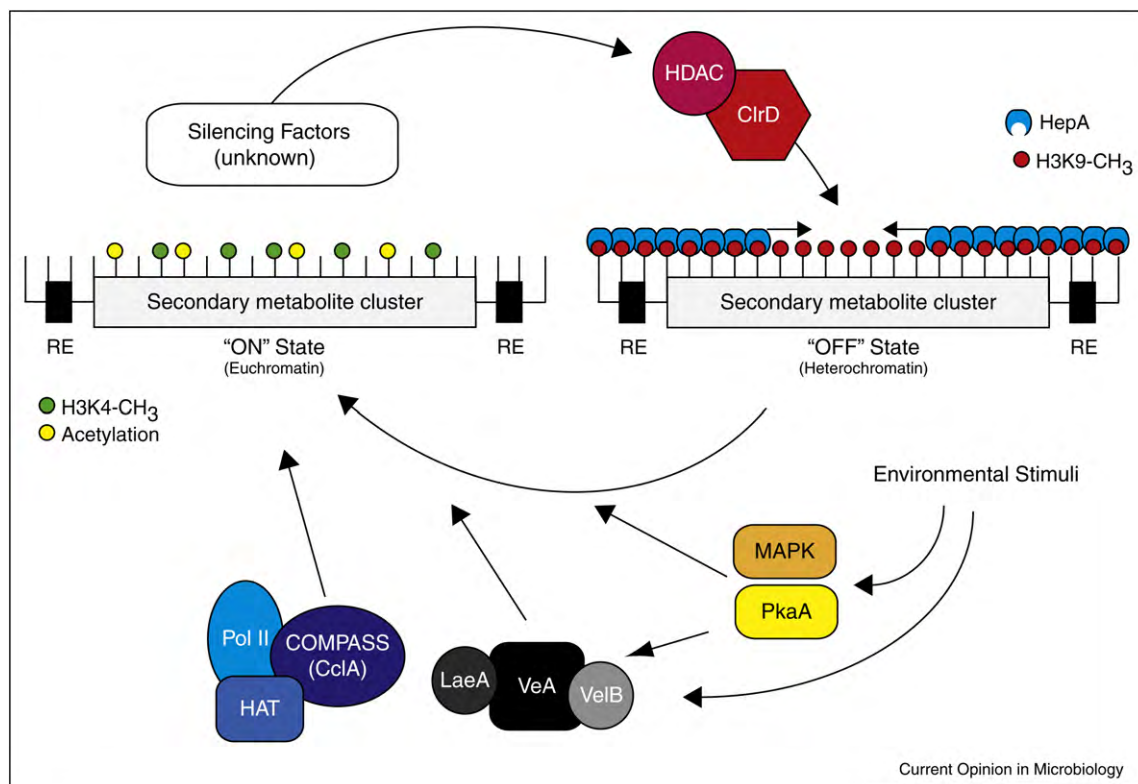 Silencing Factors
(unknown)
HDAC
ClrD
HepA
H3K9-CH3
Secondary metabolite cluster
RE
RE
"ON" State
(Euchromatin)
Secondary metabolite cluster
RE
RE
"OFF" State
(Heterochromatin)
H3K4-CH3
Acetylation
Environmental Stimuli
MAPK
PkaA
Pol II
COMPASS
(CclA)
HAT
LaeA
VeA
VelB
Current Opinion in Microbiology